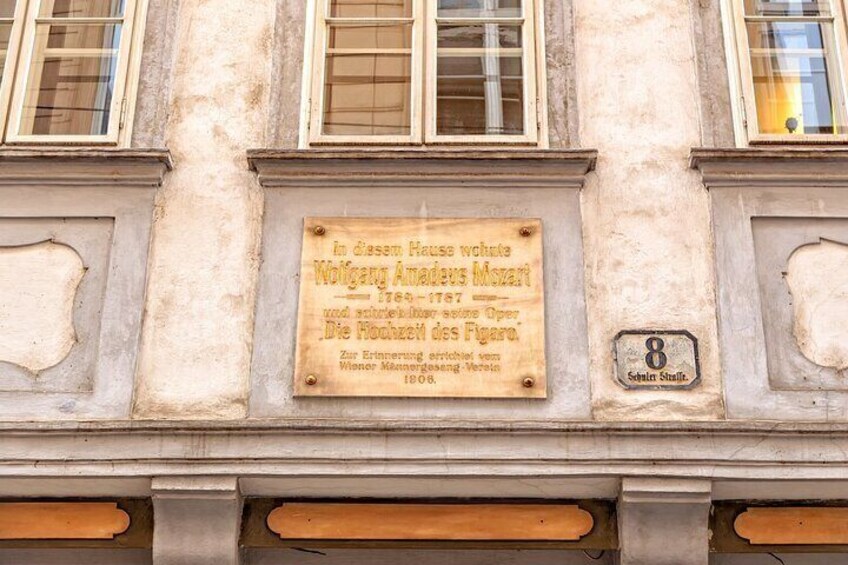 In diesem Hause wohnte
Wolfgang Amadeus Mozart
1784–1787
und schrieb hier seine Oper
„Die Hochzeit des Figaro“
Zur Erinnerung errichtet vom
Wiener Männergesang-Verein
1906.
8
Schuler Straße.